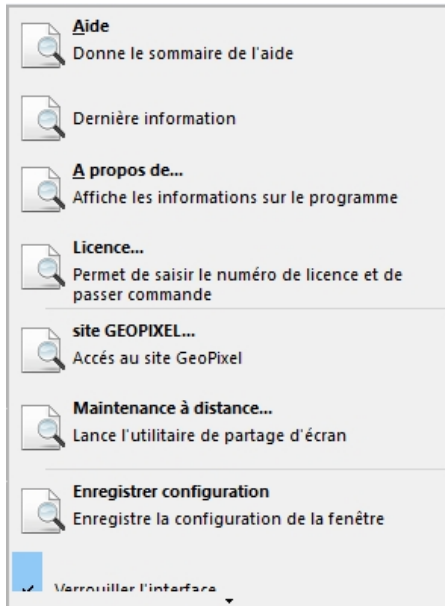 Aide
Donne le sommaire de l'aide
Dernière information
A propos de...
Affiche les informations sur le programme
Licence...
Permet de saisir le numéro de licence et de
passer commande
site GEOPIXEL...
Accés au site GeoPixel
Maintenance à distance...
Lance l'utilitaire de partage d'écran
Enregistrer configuration
Enregistre la configuration de la fenêtre
Verrouiller l'interface